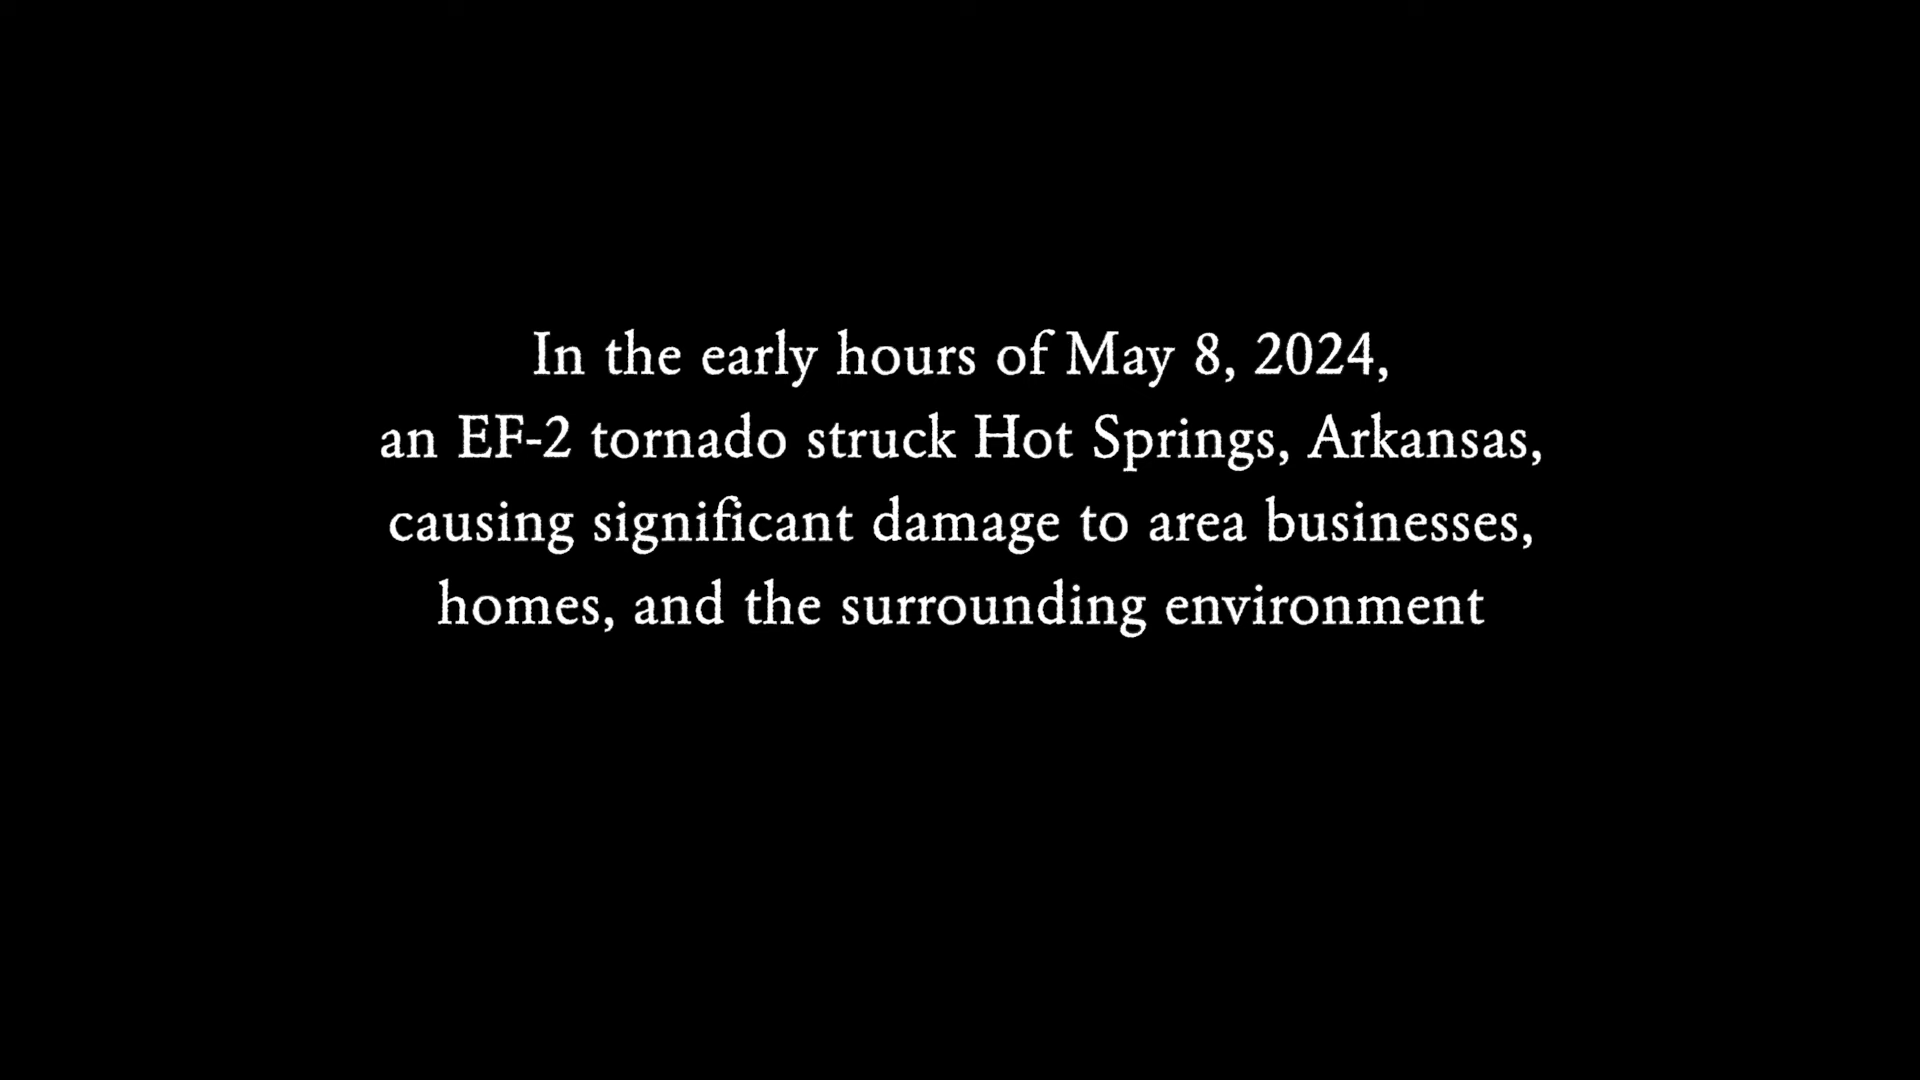 In the early hours of May 8, 2024,
an EF-2 tornado struck Hot Springs, Arkansas,
causing significant damage to area businesses,
homes, and the surrounding environment